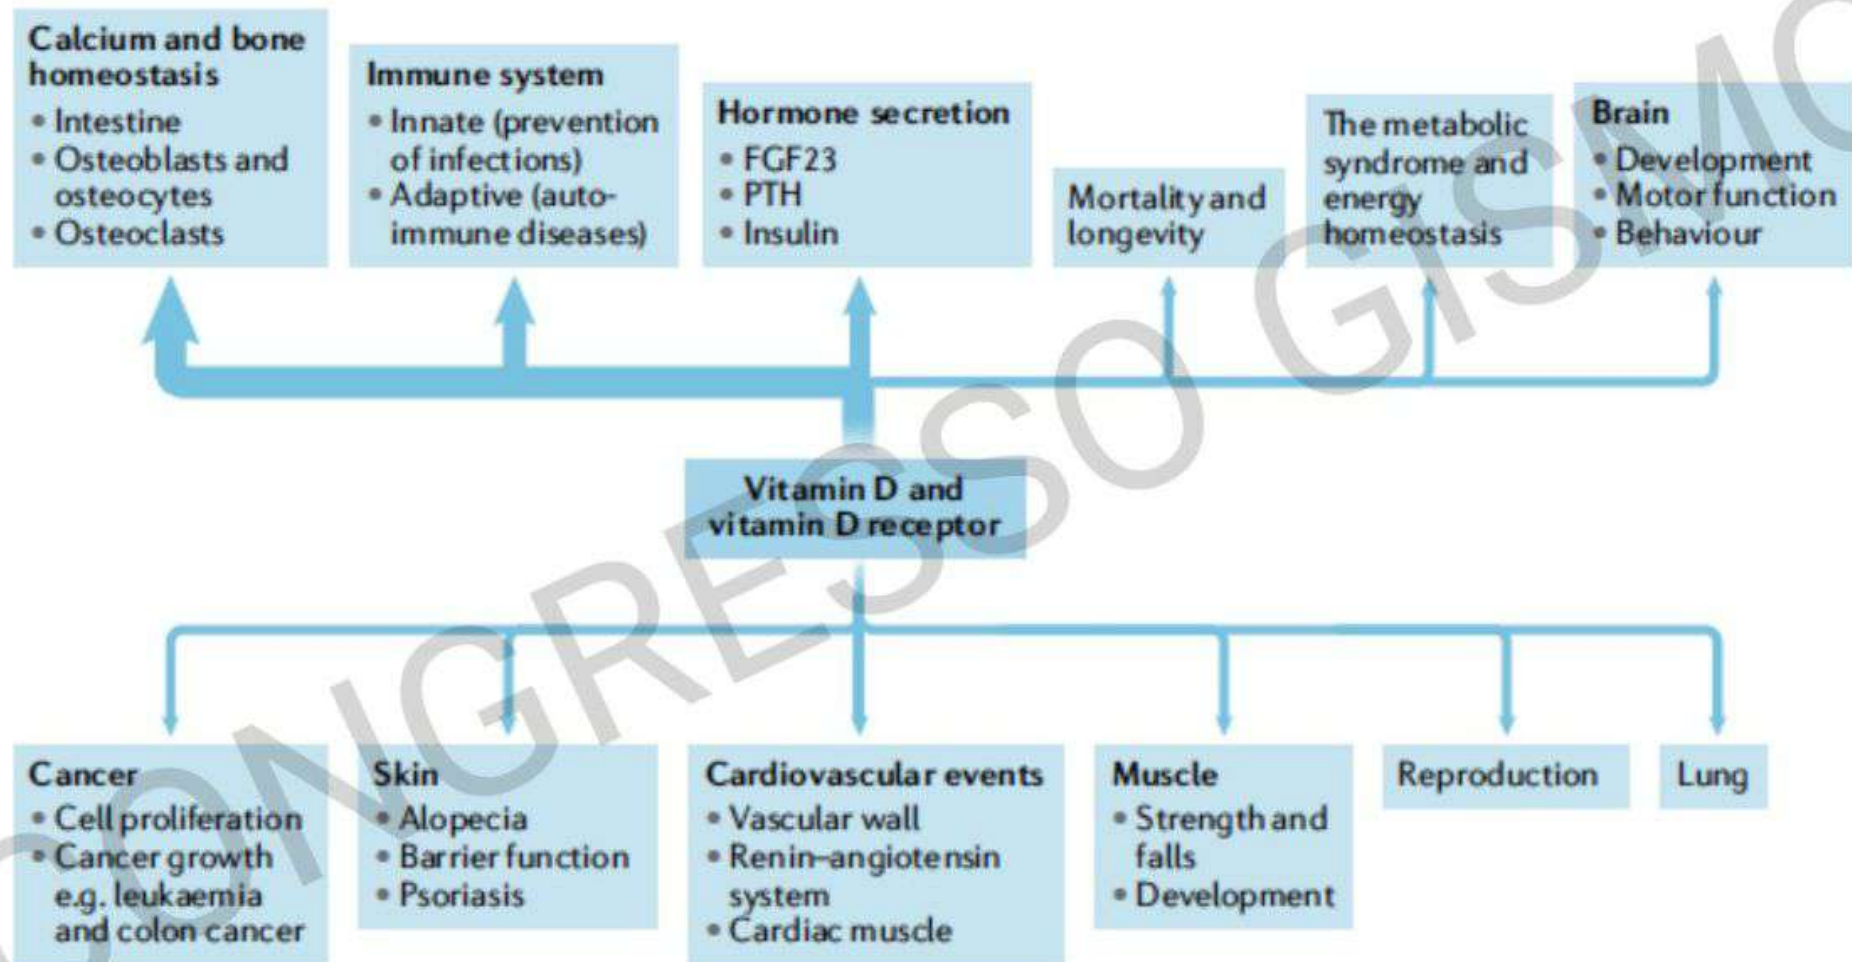 Calcium and bone
homeostasis
• Intestine
• Osteoblasts and
osteocytes
• Osteoclasts
Immune system
• Innate (prevention
of infections)
• Adaptive (auto-
immune diseases)
Hormone secretion
• FGF23
• PTH
• Insulin
Mortality and
longevity
The metabolic
syndrome and
energy
homeostasis
Brain
• Development
• Motor function
• Behaviour
Vitamin D and
vitamin D receptor
Cancer
• Cell proliferation
• Cancer growth
e.g. leukaemia
and colon cancer
Skin
• Alopecia
• Barrier function
• Psoriasis
Cardiovascular events
• Vascular wall
• Renin–angiotensin
system
• Cardiac muscle
Muscle
• Strength and
falls
• Development
Reproduction
Lung
CONGRESSO GISMO